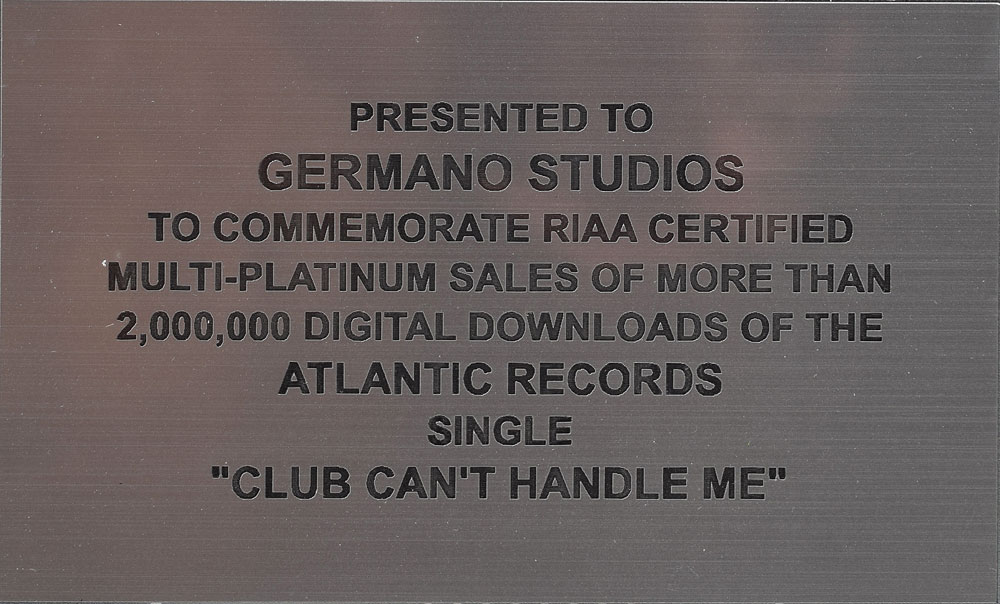 PRESENTED TO
GERMANO STUDIOS
TO COMMEMORATE RIAA CERTIFIED
MULTI-PLATINUM SALES OF MORE THAN
2,000,000 DIGITAL DOWNLOADS OF THE
ATLANTIC RECORDS
SINGLE
"CLUB CAN'T HANDLE ME"